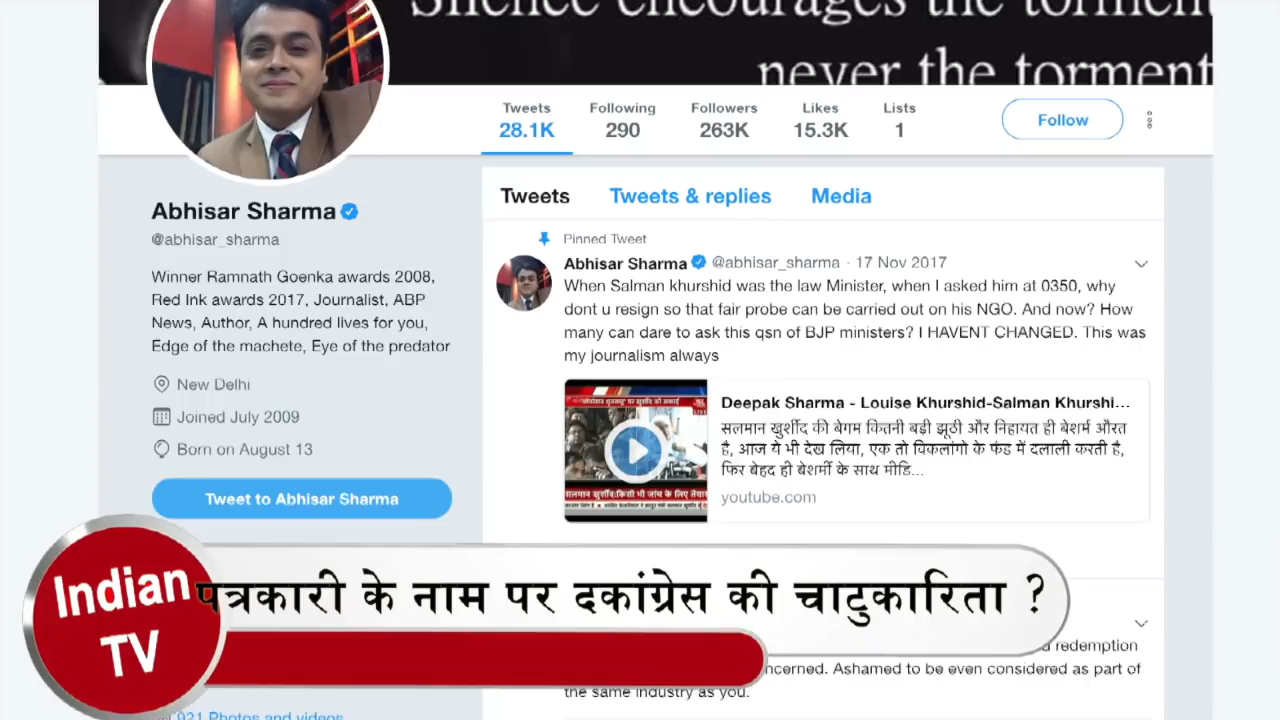 Silence encourages the torment
never the torment
Tweets
28.1K
Following
290
Followers
263K
Likes
15.3K
Lists
1
Follow
Abhisar Sharma
@abhisar_sharma
Winner Ramnath Goenka awards 2008,
Red Ink awards 2017, Journalist, ABP
News, Author, A hundred lives for you,
Edge of the machete, Eye of the predator
New Delhi
Joined July 2009
Born on August 13
Tweet to Abhisar Sharma
921 Photos and videos
Tweets
Tweets & replies
Media
Pinned Tweet
Abhisar Sharma @abhisar_sharma · 17 Nov 2017
When Salman khurshid was the law Minister, when I asked him at 0350, why
dont u resign so that fair probe can be carried out on his NGO. And now? How
many can dare to ask this qsn of BJP ministers? I HAVENT CHANGED. This was
my journalism always
Deepak Sharma - Louise Khurshid-Salman Khurshi...
सलमान खुर्शीद की बेगम कितनी बड़ी झूठी और निहायत ही बेशर्म औरत
है, आज ये भी देख लिया, एक तो विकलांगो के फंड में दलाली करती है,
फिर बेहद ही बेशर्मी के साथ मीडि...
youtube.com
redemption
ncerned. Ashamed to be even considered as part of
the same industry as you.
Indian
TV
पत्रकारी के नाम पर दकांग्रेस की चाटुकारिता ?